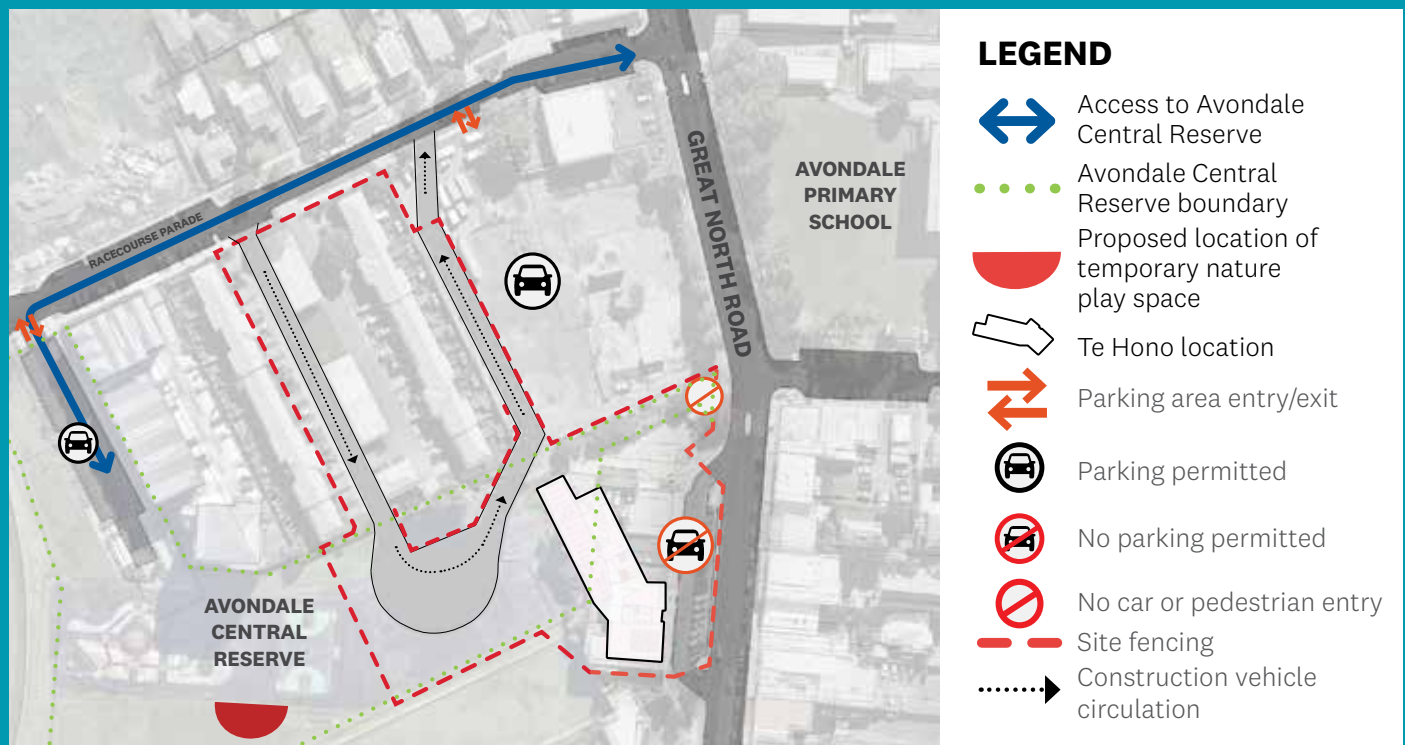 RACECOURSE PARADE
GREAT NORTH ROAD
AVONDALE
PRIMARY
SCHOOL
AVONDALE
CENTRAL
RESERVE
LEGEND
Access to Avondale
Central Reserve
Avondale Central
Reserve boundary
Proposed location of
temporary nature
play space
Te Hono location
Parking area entry/exit
Parking permitted
No parking permitted
No car or pedestrian entry
Site fencing
Construction vehicle
circulation